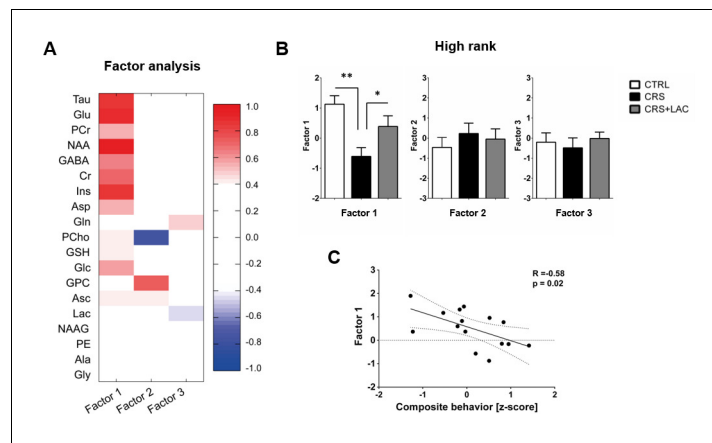 A
Factor analysis
Tau
Glu
PCr
NAA
GABA
Cr
Ins
Asp
Gln
PCho
GSH
Glc
GPC
Asc
Lac
NAAG
PE
Ala
Gly
1.0
0.8
0.6
0.4
0.2
0.0
-0.2
-0.4
-0.6
-0.8
-1.0
Factor 1
Factor 2
Factor 3
B
High rank
Factor 1
2
1
0
-1
-2
**
*
Factor 1
Factor 2
3
2
1
0
-1
-2
-3
Factor 2
Factor 3
3
2
1
0
-1
-2
-3
Factor 3
CTRL
CRS
CRS+LAC
C
R =-0.58
p = 0.02
Factor 1
3
2
1
0
-1
-2
-2
-1
0
1
2
Composite behavior [z-score]